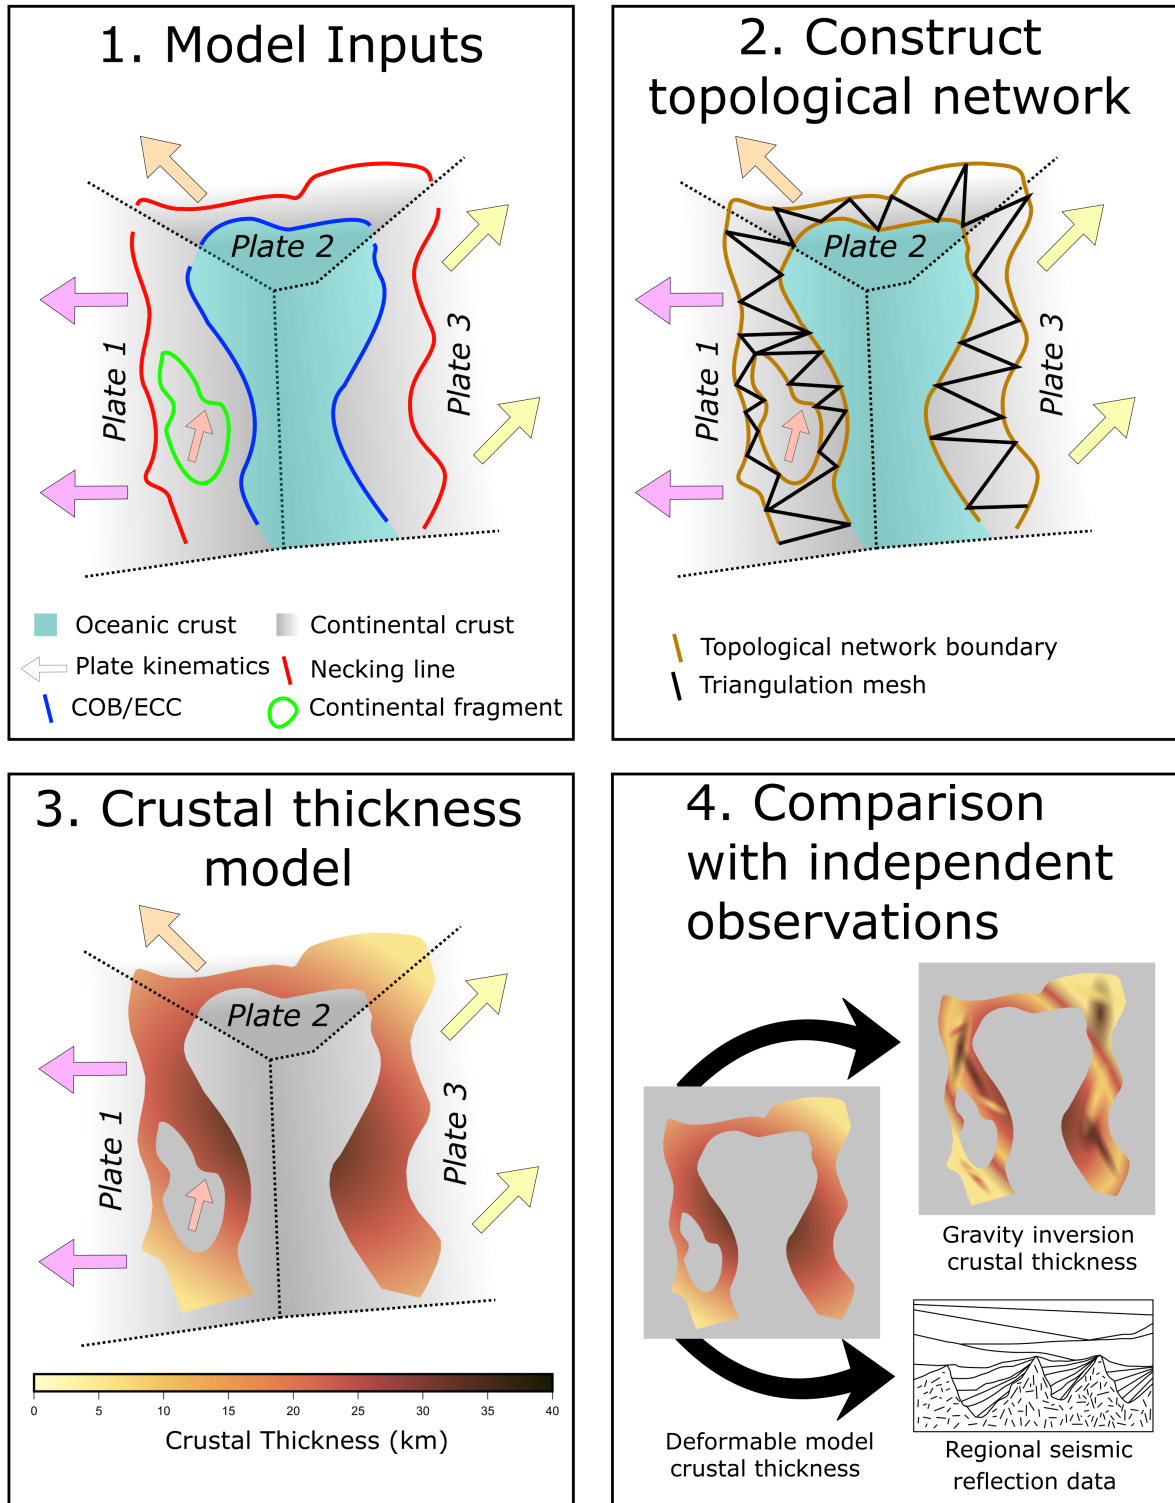 1. Model Inputs
Plate 2
Plate 1
Plate 3
Oceanic crust
Continental crust
Plate kinematics
Necking line
COB/ECC
Continental fragment
2. Construct
topological network
Plate 2
Plate 1
Plate 3
Topological network boundary
Triangulation mesh
3. Crustal thickness
model
Plate 2
Plate 1
Plate 3
0 5 10 15 20 25 30 35 40
Crustal Thickness (km)
4. Comparison
with independent
observations
Gravity inversion
crustal thickness
Deformable model
crustal thickness
Regional seismic
reflection data